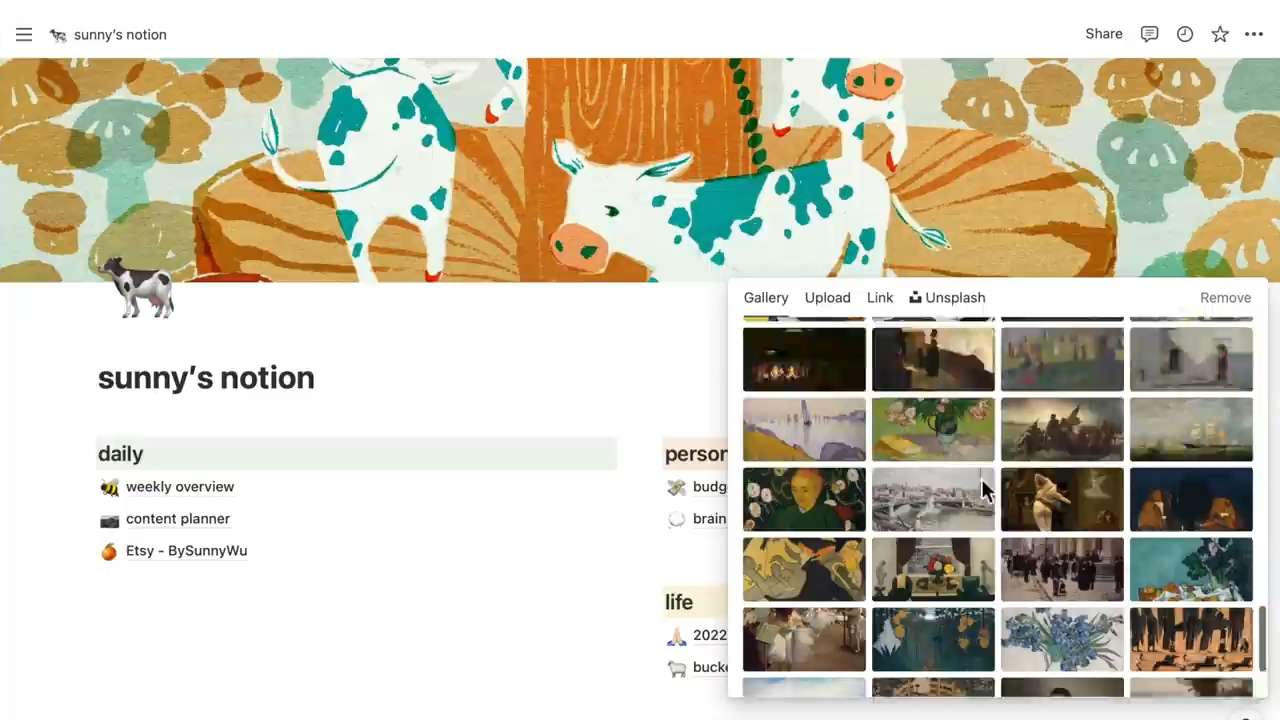 sunny's notion
Share
Gallery Upload Link Unsplash Remove
sunny's notion
daily
weekly overview
content planner
Etsy - BySunnyWu
person
budg
brain
life
2022
bucke